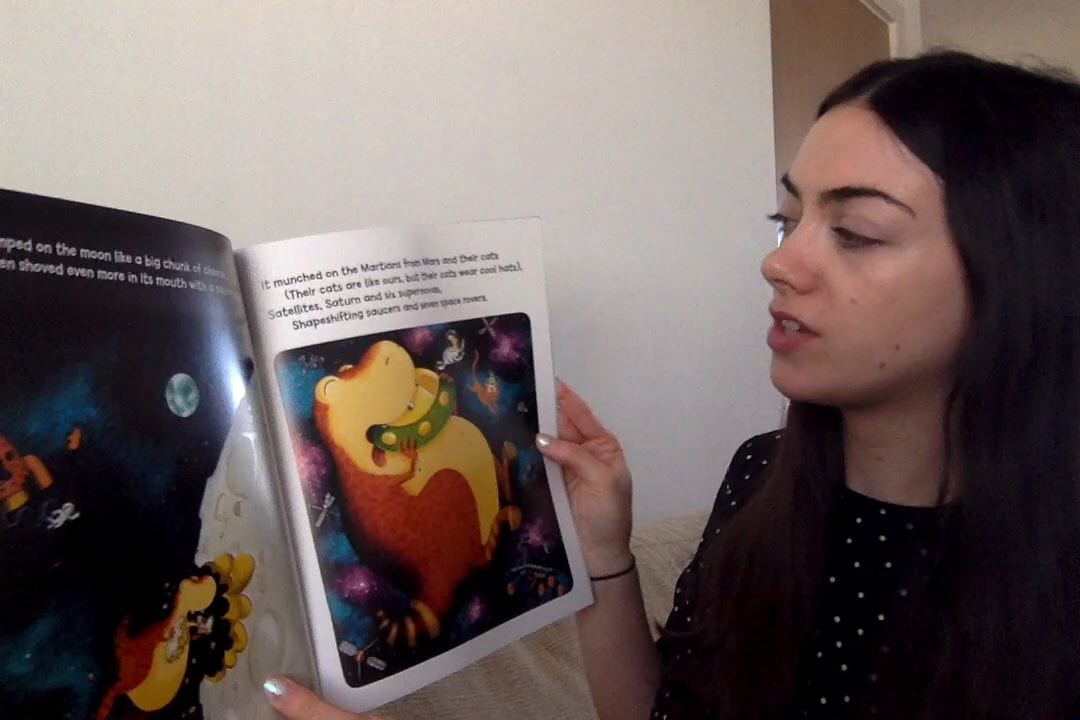 on the moon like a big chunk of
shoved even more in its mouth with a
It munched on the Martians from Mars and their cats
(Their cats are like ours, but their cats wear cool hats),
Satellites, Saturn and six supernovas,
Shapeshifting saucers and seven space rovers.